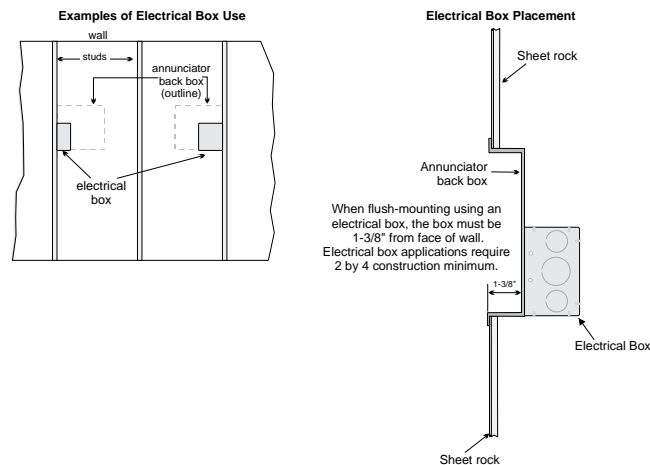 Examples of Electrical Box Use
wall
studs
annunciator
back box
(outline)
electrical
box
Electrical Box Placement
Sheet rock
Annunciator
back box
When flush-mounting using an
electrical box, the box must be
1-3/8" from face of wall.
Electrical box applications require
2 by 4 construction minimum.
1-3/8"
Electrical Box
Sheet rock